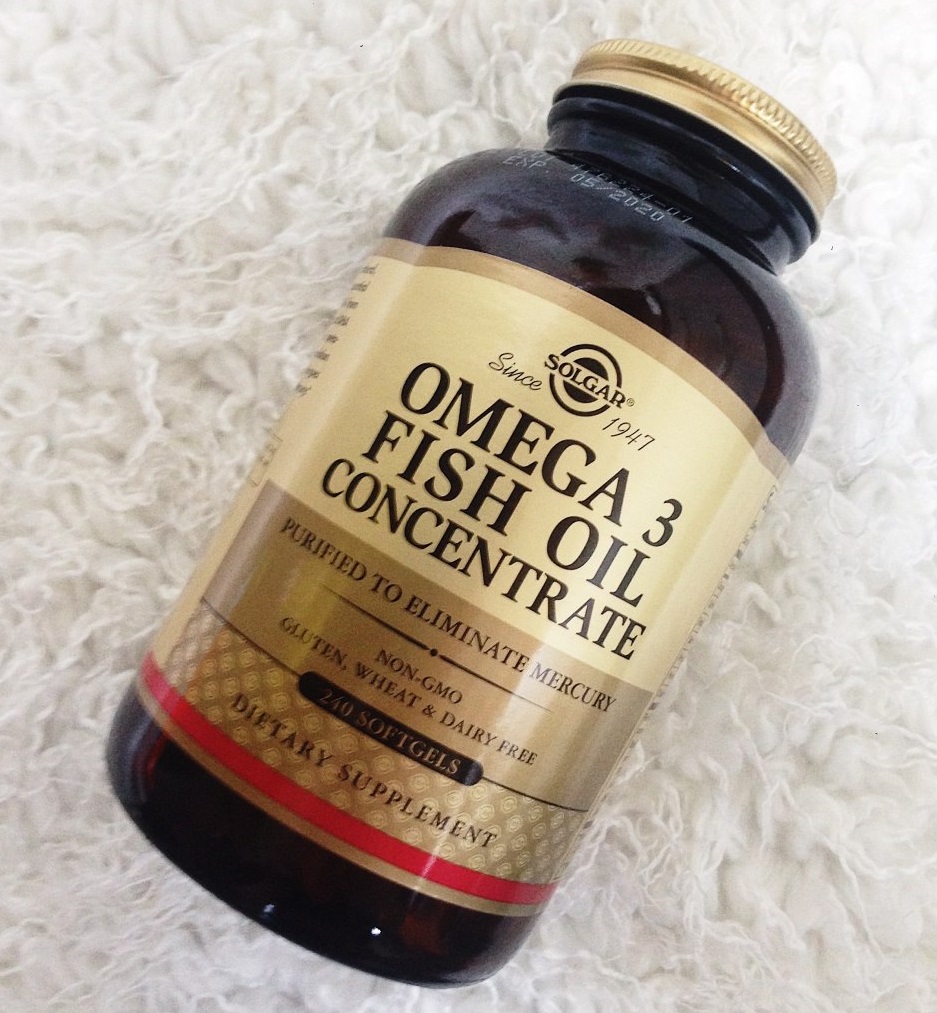 EXP 05/2020
Since SOLGAR® 1947
OMEGA 3
FISH OIL
CONCENTRATE
PURIFIED TO ELIMINATE MERCURY
NON-GMO
GLUTEN, WHEAT & DAIRY FREE
240 SOFTGELS
DIETARY SUPPLEMENT